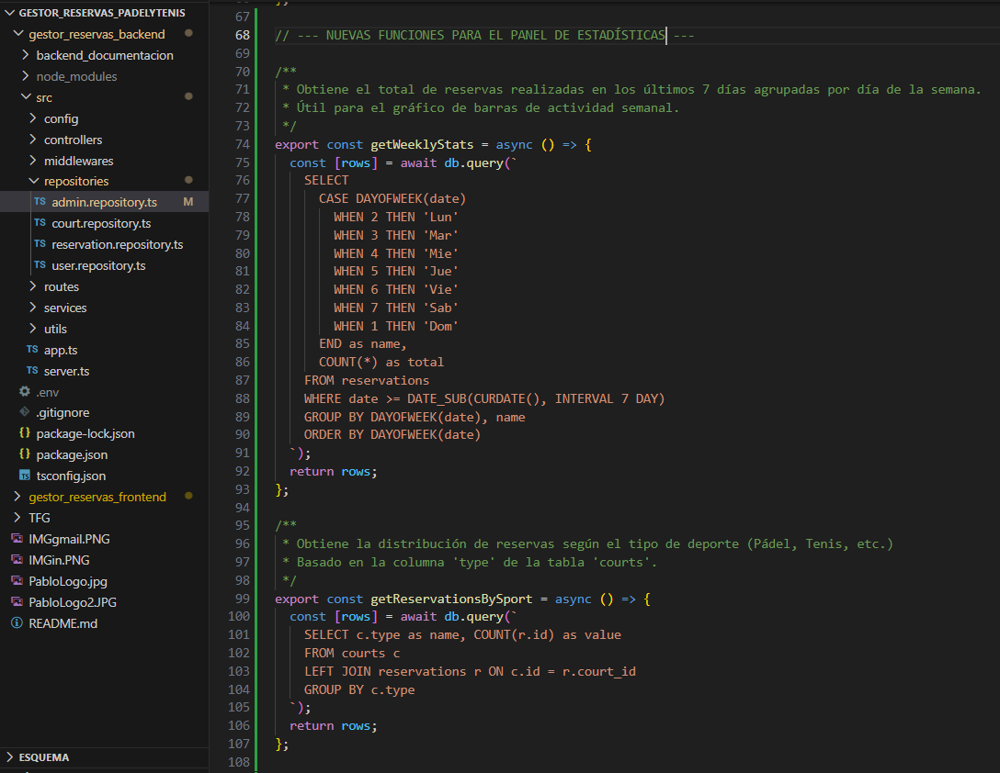 GESTOR_RESERVAS_PADELYTENIS
gestor_reservas_backend
backend_documentacion
node_modules
src
config
controllers
middlewares
repositories
TS admin.repository.ts M
TS court.repository.ts
TS reservation.repository.ts
TS user.repository.ts
routes
services
utils
TS app.ts
TS server.ts
.env
.gitignore
{} package-lock.json
{} package.json
TS tsconfig.json
gestor_reservas_frontend
TFG
IMGgmail.PNG
IMGin.PNG
PabloLogo.jpg
PabloLogo2.JPG
README.md
ESQUEMA
67
68 // --- NUEVAS FUNCIONES PARA EL PANEL DE ESTADÍSTICAS ---
69
70 /**
71 * Obtiene el total de reservas realizadas en los últimos 7 días agrupadas por día de la semana.
72 * Útil para el gráfico de barras de actividad semanal.
73 */
74 export const getWeeklyStats = async () => {
75 const [rows] = await db.query(`
76 SELECT
77 CASE DAYOFWEEK(date)
78 WHEN 2 THEN 'Lun'
79 WHEN 3 THEN 'Mar'
80 WHEN 4 THEN 'Mie'
81 WHEN 5 THEN 'Jue'
82 WHEN 6 THEN 'Vie'
83 WHEN 7 THEN 'Sab'
84 WHEN 1 THEN 'Dom'
85 END as name,
86 COUNT(*) as total
87 FROM reservations
88 WHERE date >= DATE_SUB(CURDATE(), INTERVAL 7 DAY)
89 GROUP BY DAYOFWEEK(date), name
90 ORDER BY DAYOFWEEK(date)
91 `);
92 return rows;
93 };
94
95 /**
96 * Obtiene la distribución de reservas según el tipo de deporte (Pádel, Tenis, etc.)
97 * Basado en la columna 'type' de la tabla 'courts'.
98 */
99 export const getReservationsBySport = async () => {
100 const [rows] = await db.query(`
101 SELECT c.type as name, COUNT(r.id) as value
102 FROM courts c
103 LEFT JOIN reservations r ON c.id = r.court_id
104 GROUP BY c.type
105 `);
106 return rows;
107 };
108